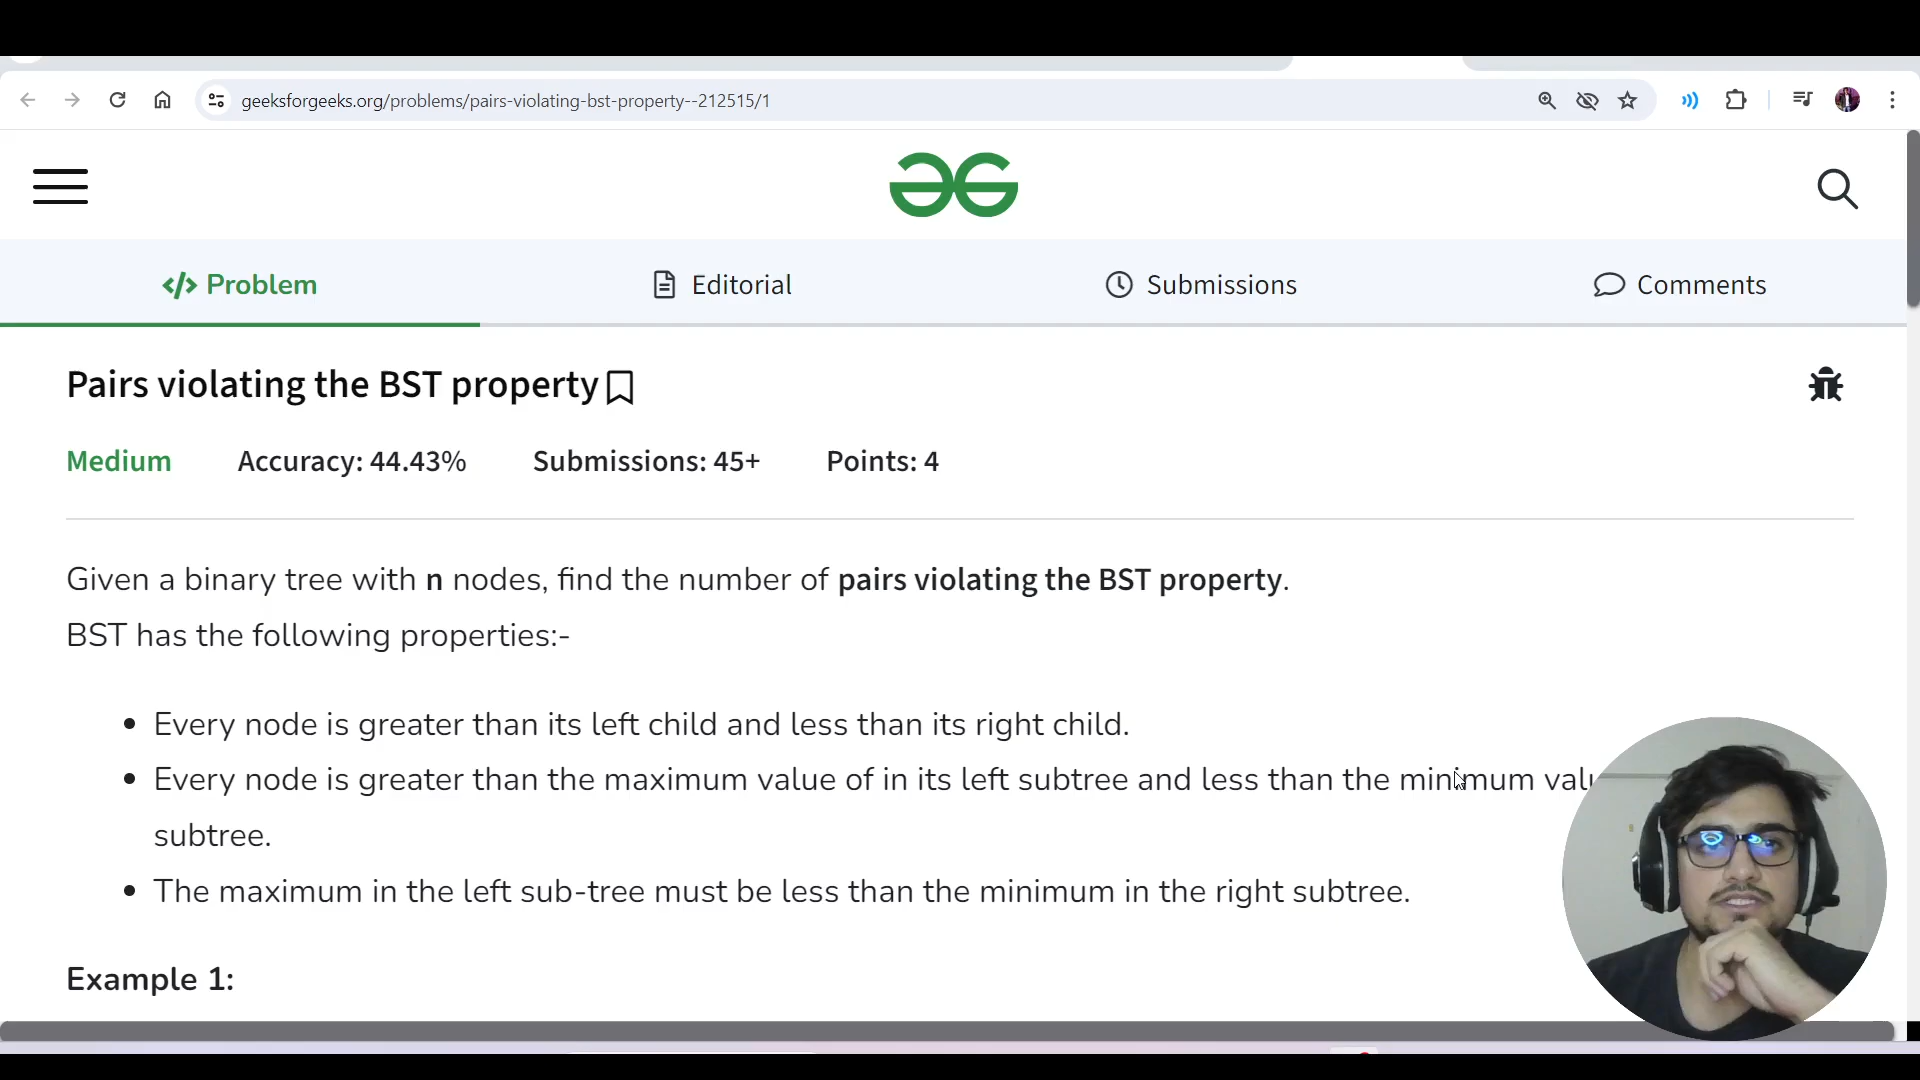 geeksforgeeks.org/problems/pairs-violating-bst-property--212515/1
Problem
Editorial
Submissions
Comments
Pairs violating the BST property
Medium Accuracy: 44.43% Submissions: 45+ Points: 4
Given a binary tree with n nodes, find the number of pairs violating the BST property.
BST has the following properties:-
Every node is greater than its left child and less than its right child.
Every node is greater than the maximum value of in its left subtree and less than the minimum
subtree.
The maximum in the left sub-tree must be less than the minimum in the right subtree.
Example 1: